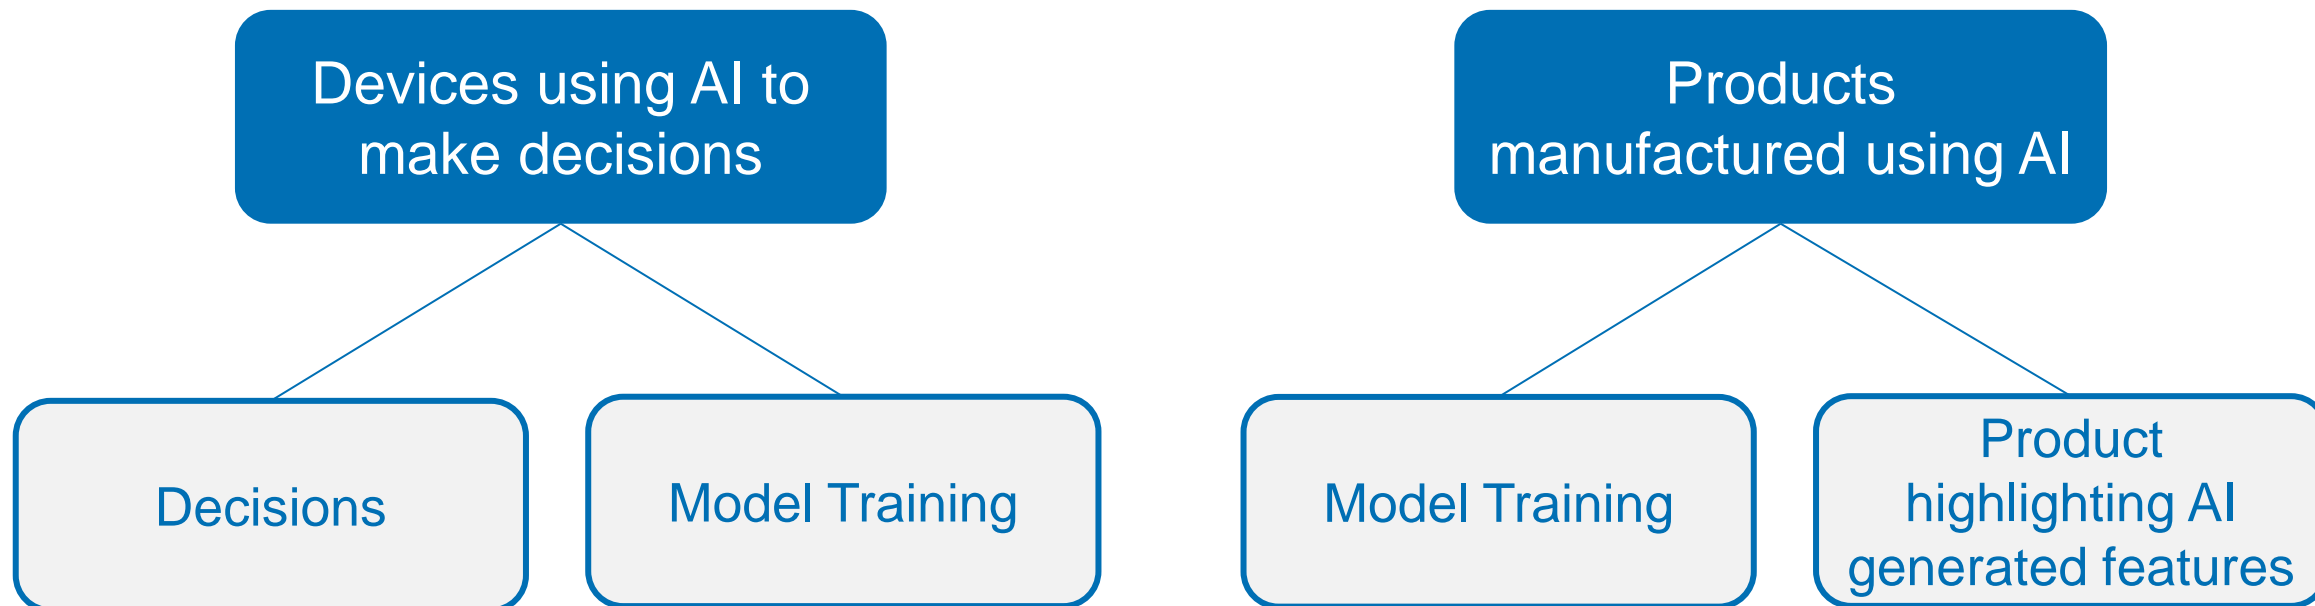 Devices using AI to
make decisions
Products
manufactured using AI
Decisions
Model Training
Model Training
Product
highlighting AI
generated features